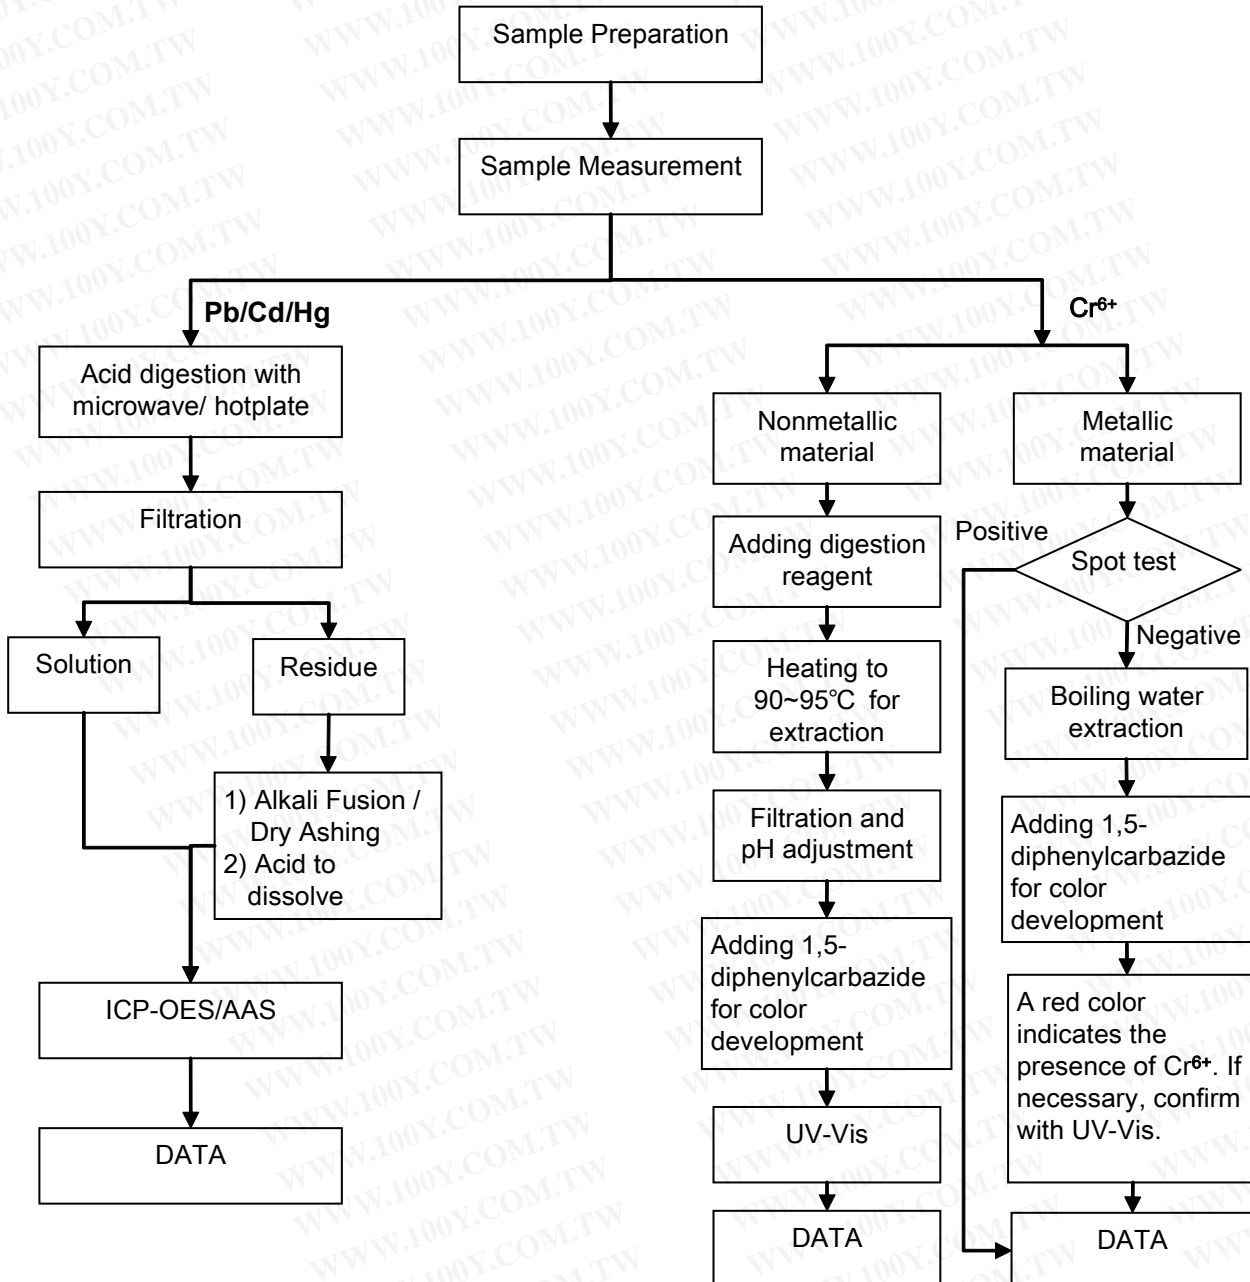 Sample Preparation
Sample Measurement
Pb/Cd/Hg
Cr⁶⁺
Acid digestion with
microwave/ hotplate
Filtration
Solution
Residue
1) Alkali Fusion /
Dry Ashing
2) Acid to
dissolve
ICP-OES/AAS
DATA
Nonmetallic
material
Adding digestion
reagent
Heating to
90~95℃ for
extraction
Filtration and
pH adjustment
Adding 1,5-
diphenylcarbazide
for color
development
UV-Vis
DATA
Metallic
material
Positive
Spot test
Negative
Boiling water
extraction
Adding 1,5-
diphenylcarbazide
for color
development
A red color
indicates the
presence of Cr⁶⁺. If
necessary, confirm
with UV-Vis.
DATA
WWW.100Y.COM.TW